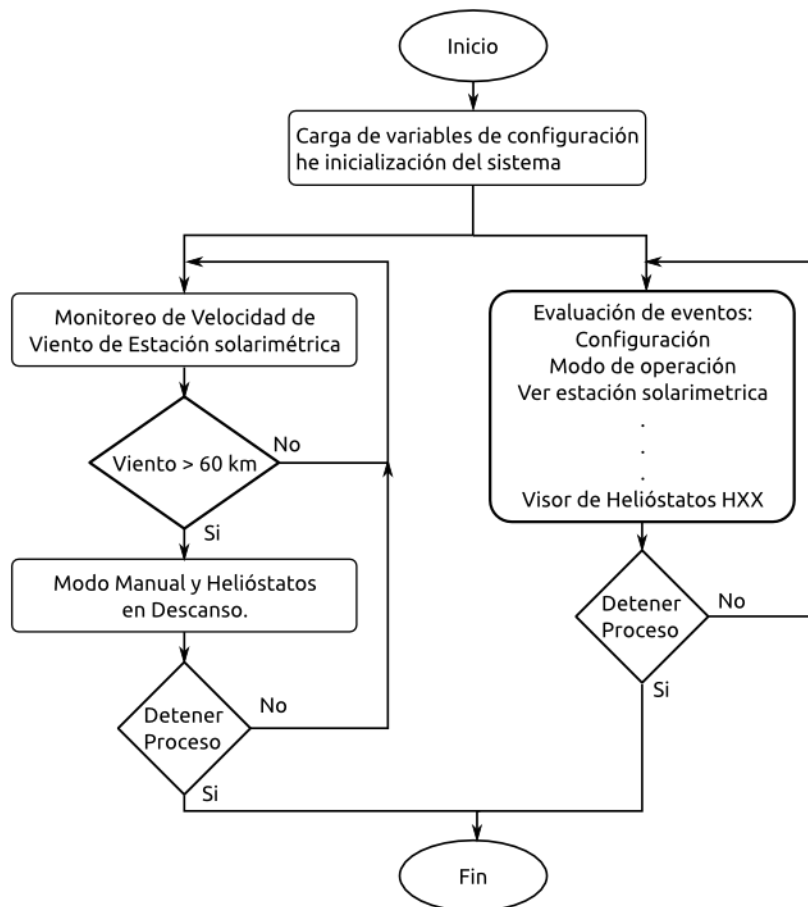 Inicio
Carga de variables de configuración
he inicialización del sistema
Monitoreo de Velocidad de
Viento de Estación solarimétrica
Viento > 60 km
No
Si
Modo Manual y Helióstatos
en Descanso.
Detener
Proceso
No
Si
Evaluación de eventos:
Configuración
Modo de operación
Ver estación solarimetrica
.
.
.
Visor de Helióstatos HXX
Detener
Proceso
No
Si
Fin